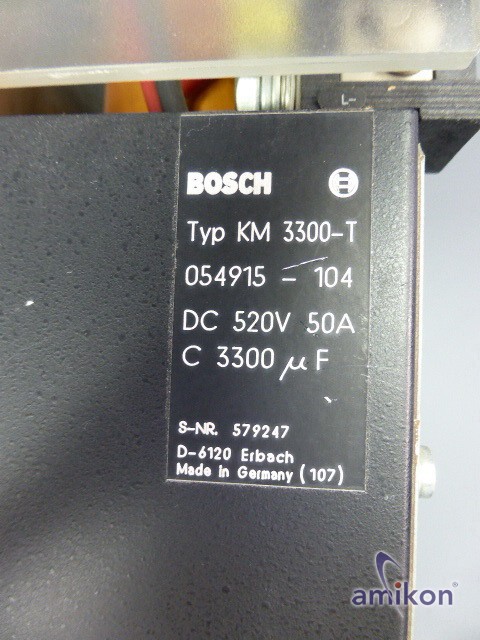 L-
BOSCH
Typ KM 3300-T
054915 - 104
DC 520V 50A
C 3300 µF
S-NR. 579247
D-6120 Erbach
Made in Germany (107)
amikon®